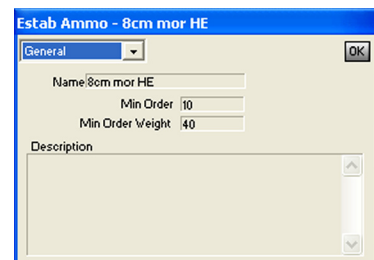 Estab Ammo - 8cm mor HE
General
OK
Name 8cm mor HE
Min Order 10
Min Order Weight 40
Description